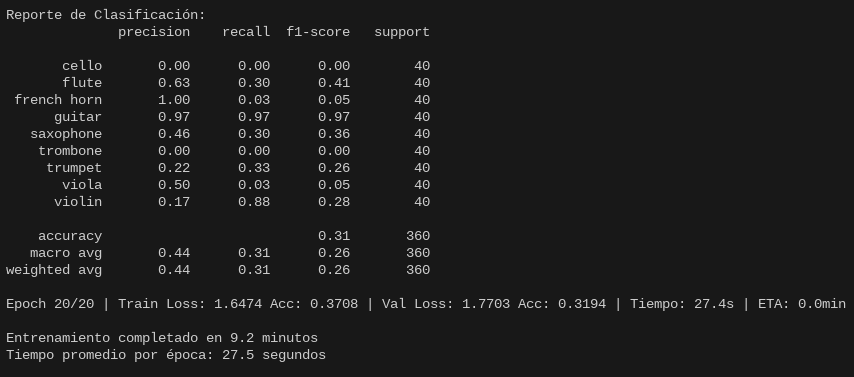 Reporte de Clasificación:
precision recall f1-score support
cello 0.00 0.00 0.00 40
flute 0.63 0.30 0.41 40
french horn 1.00 0.03 0.05 40
guitar 0.97 0.97 0.97 40
saxophone 0.46 0.30 0.36 40
trombone 0.00 0.00 0.00 40
trumpet 0.22 0.33 0.26 40
viola 0.50 0.03 0.05 40
violin 0.17 0.88 0.28 40
accuracy 0.31 360
macro avg 0.44 0.31 0.26 360
weighted avg 0.44 0.31 0.26 360
Epoch 20/20 | Train Loss: 1.6474 Acc: 0.3708 | Val Loss: 1.7703 Acc: 0.3194 | Tiempo: 27.4s | ETA: 0.0min
Entrenamiento completado en 9.2 minutos
Tiempo promedio por época: 27.5 segundos